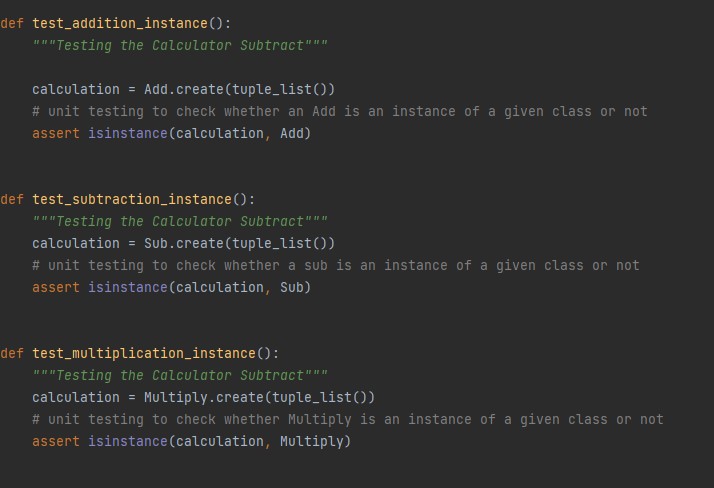 def test_addition_instance():
    """Testing the Calculator Subtract"""
    calculation = Add.create(tuple_list())
    # unit testing to check whether an Add is an instance of a given class or not
    assert isinstance(calculation, Add)
def test_subtraction_instance():
    """Testing the Calculator Subtract"""
    calculation = Sub.create(tuple_list())
    # unit testing to check whether a sub is an instance of a given class or not
    assert isinstance(calculation, Sub)
def test_multiplication_instance():
    """Testing the Calculator Subtract"""
    calculation = Multiply.create(tuple_list())
    # unit testing to check whether Multiply is an instance of a given class or not
    assert isinstance(calculation, Multiply)